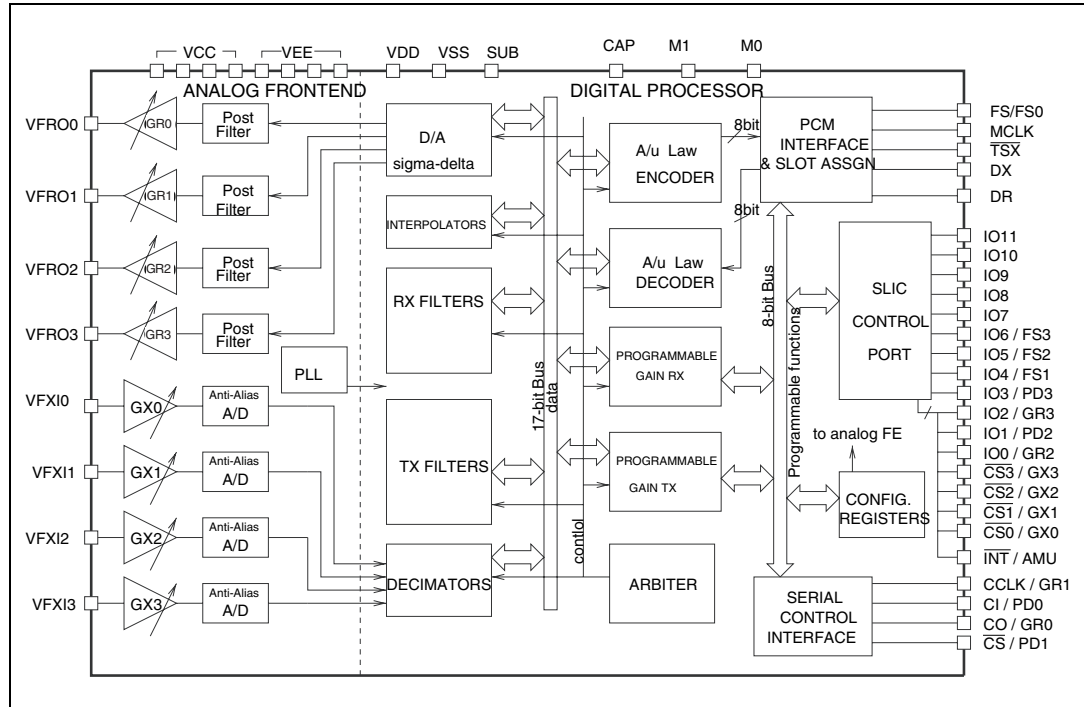 VCC
VEE
VDD
VSS
SUB
CAP
M1
M0
ANALOG FRONTEND
DIGITAL PROCESSOR
VFRO0
GR0
Post
Filter
VFRO1
GR1
Post
Filter
VFRO2
GR2
Post
Filter
VFRO3
GR3
Post
Filter
PLL
VFXI0
GX0
Anti-Alias
A/D
VFXI1
GX1
Anti-Alias
A/D
VFXI2
GX2
Anti-Alias
A/D
VFXI3
GX3
Anti-Alias
A/D
D/A
sigma-delta
INTERPOLATORS
RX FILTERS
TX FILTERS
DECIMATORS
17-bit Bus
data
contlol
A/u Law
ENCODER
8bit
A/u Law
DECODER
8bit
PROGRAMMABLE
GAIN RX
PROGRAMMABLE
GAIN TX
ARBITER
PCM
INTERFACE
& SLOT ASSGN
8-bit Bus
Programmable functions
SLIC
CONTROL
PORT
to analog FE
CONFIG.
REGISTERS
SERIAL
CONTROL
INTERFACE
FS/FS0
MCLK
TSX
DX
DR
IO11
IO10
IO9
IO8
IO7
IO6 / FS3
IO5 / FS2
IO4 / FS1
IO3 / PD3
IO2 / GR3
IO1 / PD2
IO0 / GR2
CS3 / GX3
CS2 / GX2
CS1 / GX1
CS0 / GX0
INT / AMU
CCLK / GR1
CI / PD0
CO / GR0
CS / PD1